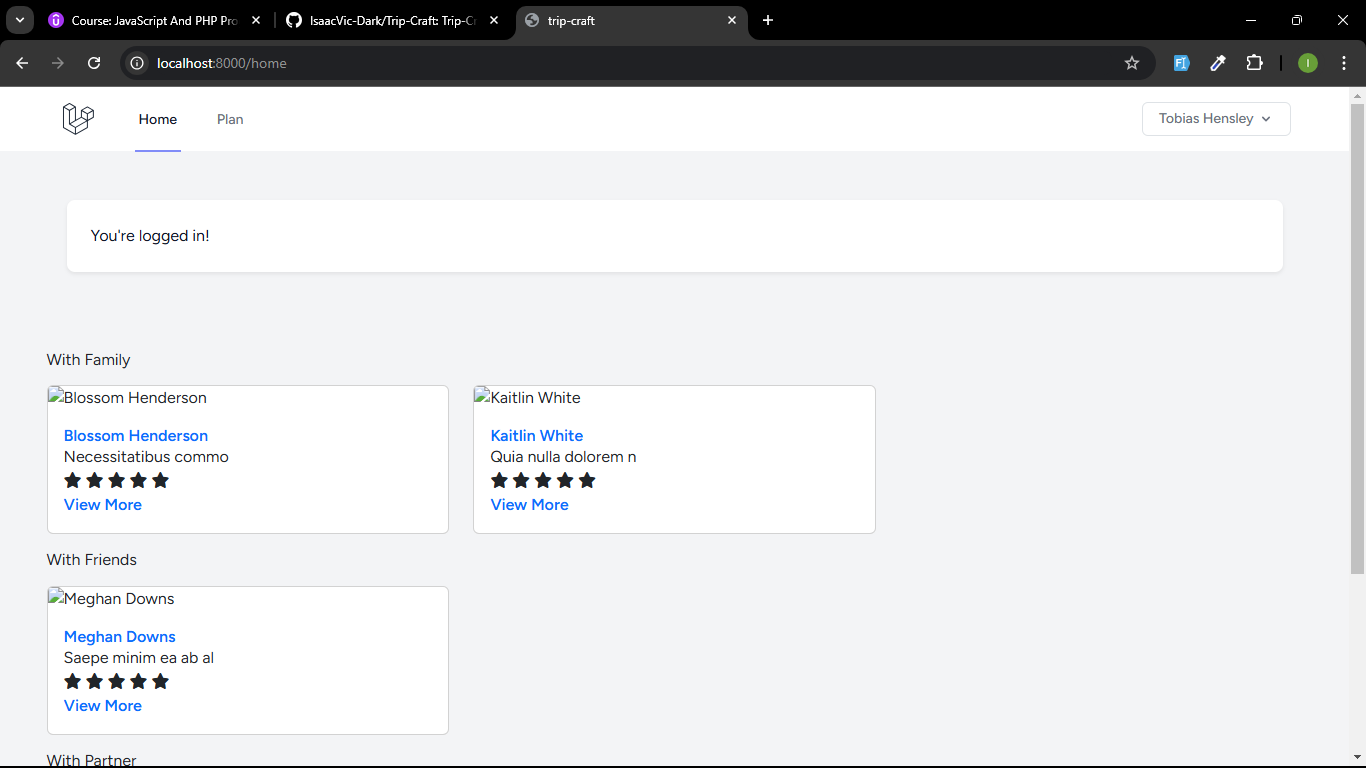 Course: JavaScript And PHP Pro
IsaacVic-Dark/Trip-Craft: Trip-Cr
trip-craft
localhost:8000/home
I
Home
Plan
Tobias Hensley
You're logged in!
With Family
Blossom Henderson
Kaitlin White
Blossom Henderson
Kaitlin White
Necessitatibus commo
Quia nulla dolorem n
View More
View More
With Friends
Meghan Downs
Meghan Downs
Saepe minim ea ab al
View More
With Partner